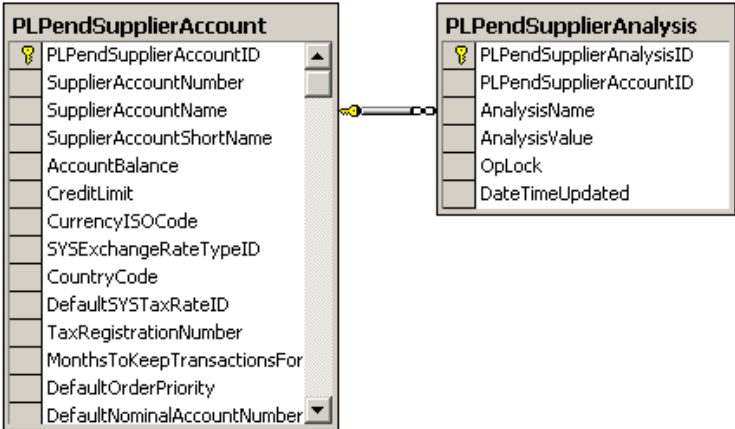 PLPendSupplierAccount
PLPendSupplierAccountID
SupplierAccountNumber
SupplierAccountName
SupplierAccountShortName
AccountBalance
CreditLimit
CurrencyISOCode
SYSExchangeRateTypeID
CountryCode
DefaultSYSTaxRateID
TaxRegistrationNumber
MonthsToKeepTransactionsFor
DefaultOrderPriority
DefaultNominalAccountNumber
PLPendSupplierAnalysis
PLPendSupplierAnalysisID
PLPendSupplierAccountID
AnalysisName
AnalysisValue
OpLock
DateTimeUpdated